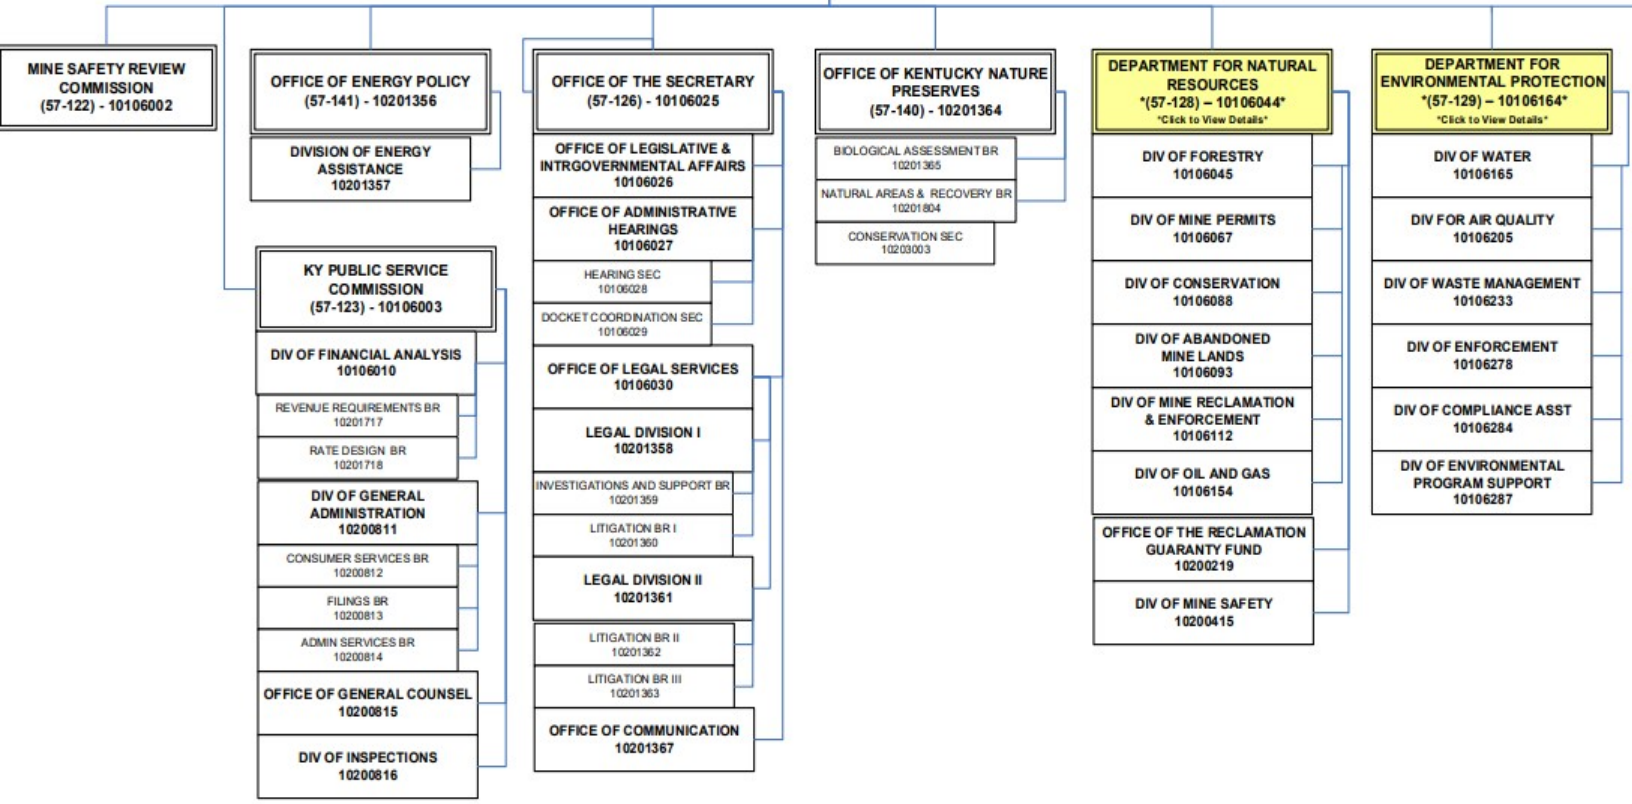 MINE SAFETY REVIEW
COMMISSION
(57-122) - 10106002
OFFICE OF ENERGY POLICY
(57-141) - 10201356
DIVISION OF ENERGY
ASSISTANCE
10201357
KY PUBLIC SERVICE
COMMISSION
(57-123) - 10106003
DIV OF FINANCIAL ANALYSIS
10106010
REVENUE REQUIREMENTS BR
10201717
RATE DESIGN BR
10201718
DIV OF GENERAL
ADMINISTRATION
10200811
CONSUMER SERVICES BR
10200812
FILINGS BR
10200813
ADMIN SERVICES BR
10200814
OFFICE OF GENERAL COUNSEL
10200815
DIV OF INSPECTIONS
10200816
OFFICE OF THE SECRETARY
(57-126) - 10106025
OFFICE OF LEGISLATIVE &
INTRGOVERNMENTAL AFFAIRS
10106026
OFFICE OF ADMINISTRATIVE
HEARINGS
10106027
HEARING SEC
10106028
DOCKET COORDINATION SEC
10106029
OFFICE OF LEGAL SERVICES
10106030
LEGAL DIVISION I
10201358
INVESTIGATIONS AND SUPPORT BR
10201359
LITIGATION BR I
10201360
LEGAL DIVISION II
10201361
LITIGATION BR II
10201362
LITIGATION BR III
10201363
OFFICE OF COMMUNICATION
10201367
OFFICE OF KENTUCKY NATURE
PRESERVES
(57-140) - 10201364
BIOLOGICAL ASSESSMENT BR
10201365
NATURAL AREAS & RECOVERY BR
10201804
CONSERVATION SEC
10203003
DEPARTMENT FOR NATURAL
RESOURCES
*(57-128) – 10106044*
*Click to View Details*
DIV OF FORESTRY
10106045
DIV OF MINE PERMITS
10106067
DIV OF CONSERVATION
10106088
DIV OF ABANDONED
MINE LANDS
10106093
DIV OF MINE RECLAMATION
& ENFORCEMENT
10106112
DIV OF OIL AND GAS
10106154
OFFICE OF THE RECLAMATION
GUARANTY FUND
10200219
DIV OF MINE SAFETY
10200415
DEPARTMENT FOR
ENVIRONMENTAL PROTECTION
*(57-129) – 10106164*
*Click to View Details*
DIV OF WATER
10106165
DIV FOR AIR QUALITY
10106205
DIV OF WASTE MANAGEMENT
10106233
DIV OF ENFORCEMENT
10106278
DIV OF COMPLIANCE ASST
10106284
DIV OF ENVIRONMENTAL
PROGRAM SUPPORT
10106287